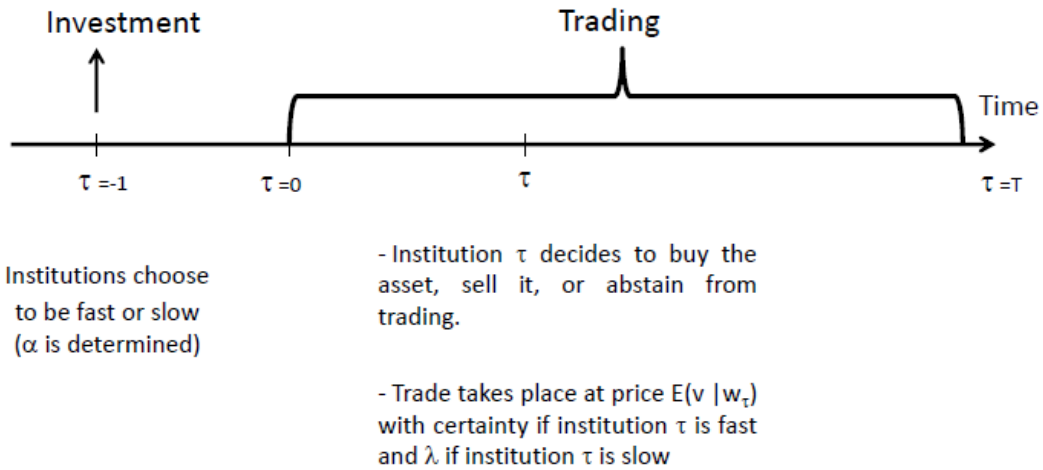 Investment
Trading
Time
τ =-1
τ =0
τ
τ =T
Institutions choose
to be fast or slow
(α is determined)
- Institution τ decides to buy the
asset, sell it, or abstain from
trading.
- Trade takes place at price E(v |wτ)
with certainty if institution τ is fast
and λ if institution τ is slow